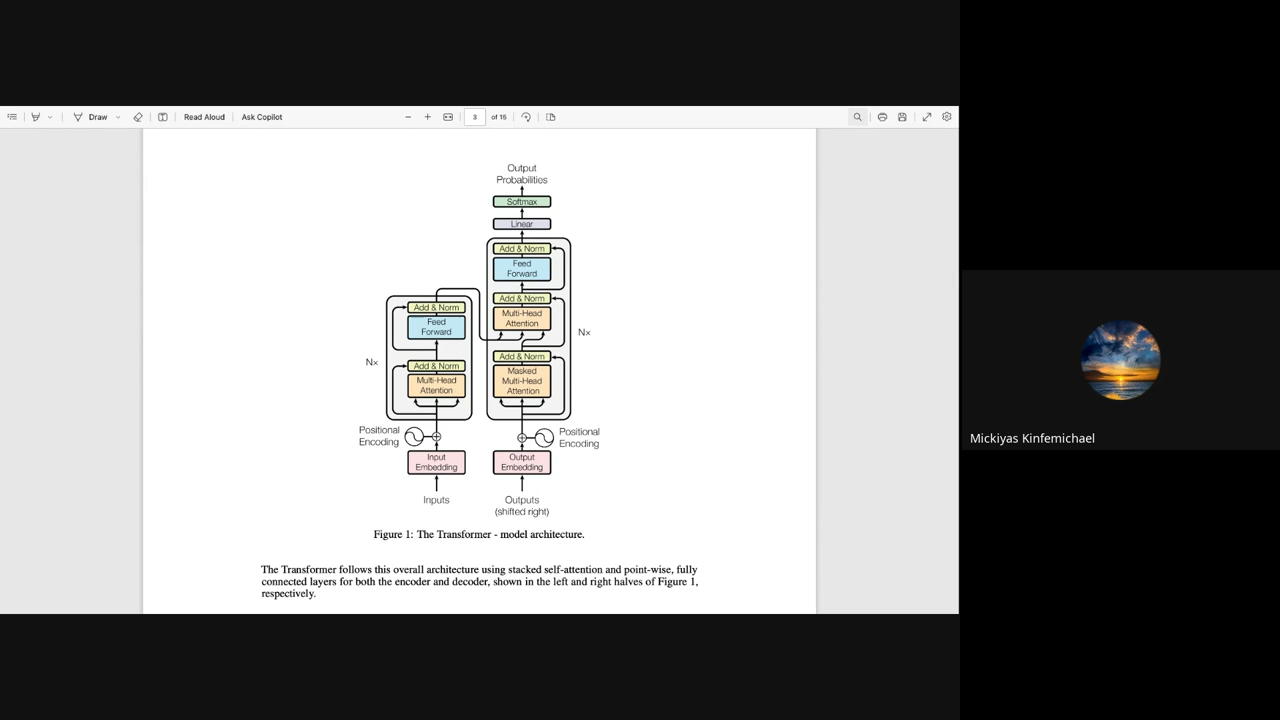 Draw
Read Aloud
Ask Copilot
3
of 15
Output
Probabilities
Softmax
Linear
Add & Norm
Feed
Forward
Add & Norm
Multi-Head
Attention
Add & Norm
Masked
Multi-Head
Attention
Nx
Add & Norm
Feed
Forward
Add & Norm
Multi-Head
Attention
Nx
Positional
Encoding
Positional
Encoding
Input
Embedding
Output
Embedding
Inputs
Outputs
(shifted right)
Figure 1: The Transformer - model architecture.
The Transformer follows this overall architecture using stacked self-attention and point-wise, fully
connected layers for both the encoder and decoder, shown in the left and right halves of Figure 1,
respectively.
Mickiyas Kinfemichael